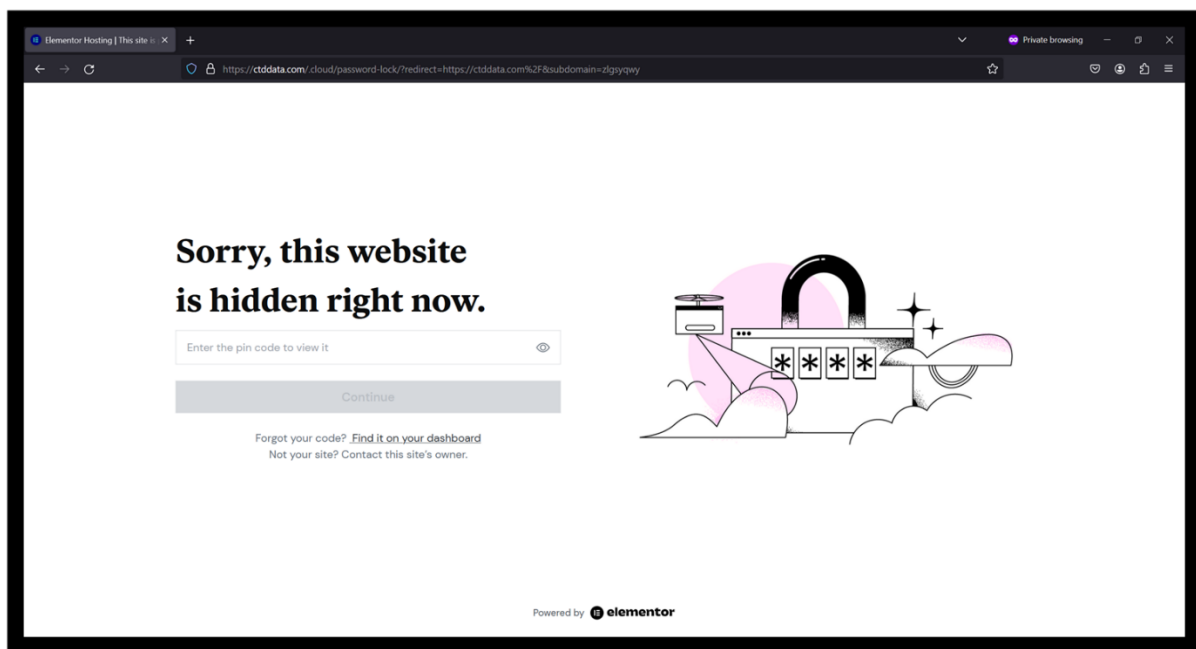 Elementor Hosting | This site is
Private browsing
https://ctddata.com/.cloud/password-lock/?redirect=https://ctddata.com%2F&subdomain=zlgsyqwy
Sorry, this website
is hidden right now.
Enter the pin code to view it
Continue
Forgot your code? Find it on your dashboard
Not your site? Contact this site's owner.
* * * *
Powered by elementor